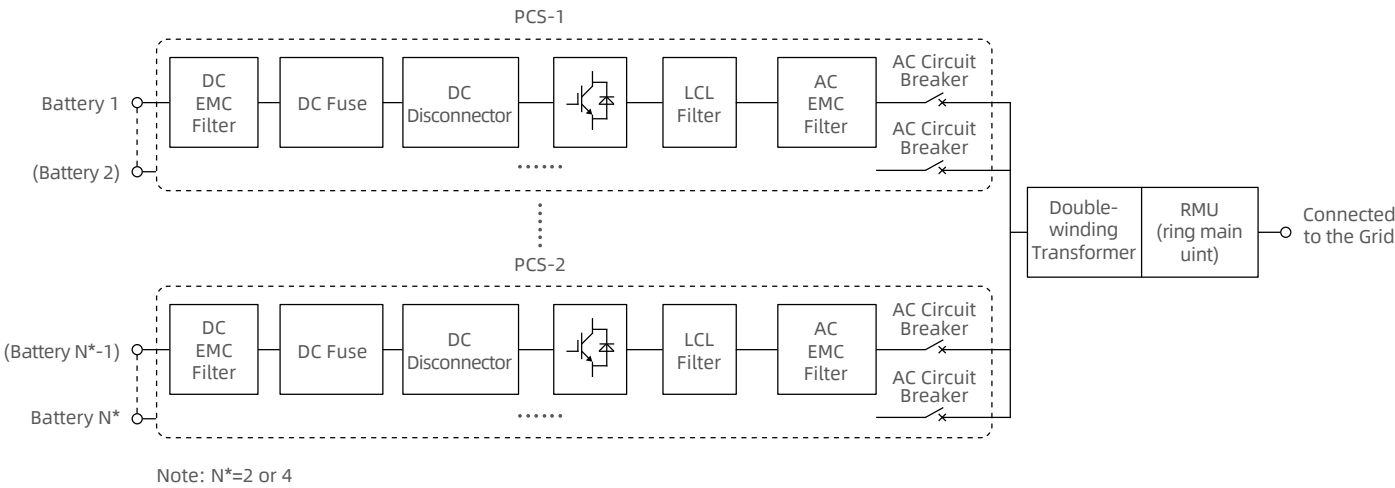 PCS-1
Battery 1
DC
EMC
Filter
DC Fuse
DC
Disconnector
LCL
Filter
AC
EMC
Filter
AC Circuit
Breaker
(Battery 2)
AC Circuit
Breaker
Double-
winding
Transformer
RMU
(ring main
uint)
Connected
to the Grid
PCS-2
(Battery N*-1)
DC
EMC
Filter
DC Fuse
DC
Disconnector
LCL
Filter
AC
EMC
Filter
AC Circuit
Breaker
Battery N*
AC Circuit
Breaker
Note: N*=2 or 4